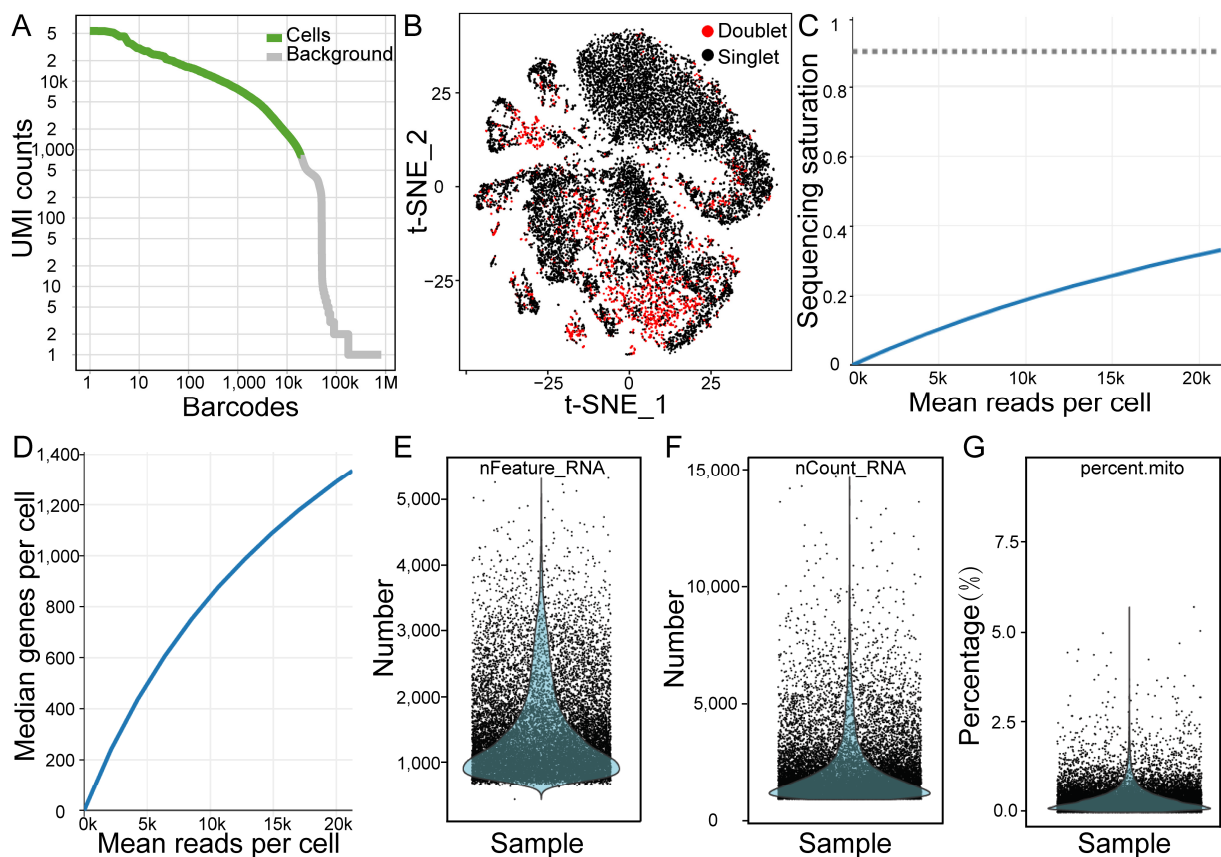 A
5
2
10k
5
2
1,000
5
2
100
5
2
10
5
2
1
UMI counts
1 10 100 1,000 10k 100k 1M
Barcodes
Cells
Background
B
Doublet
Singlet
25
0
−25
t-SNE_2
−25 0 25
t-SNE_1
C
1
0.8
0.6
0.4
0.2
0
Sequencing saturation
0k 5k 10k 15k 20k
Mean reads per cell
D
1,400
1,200
1,000
800
600
400
200
0
Median genes per cell
0k 5k 10k 15k 20k
Mean reads per cell
E
nFeature_RNA
5,000
4,000
3,000
2,000
1,000
Number
Sample
F
nCount_RNA
15,000
10,000
5,000
0
Number
Sample
G
percent.mito
7.5
5.0
2.5
0.0
Percentage(%)
Sample